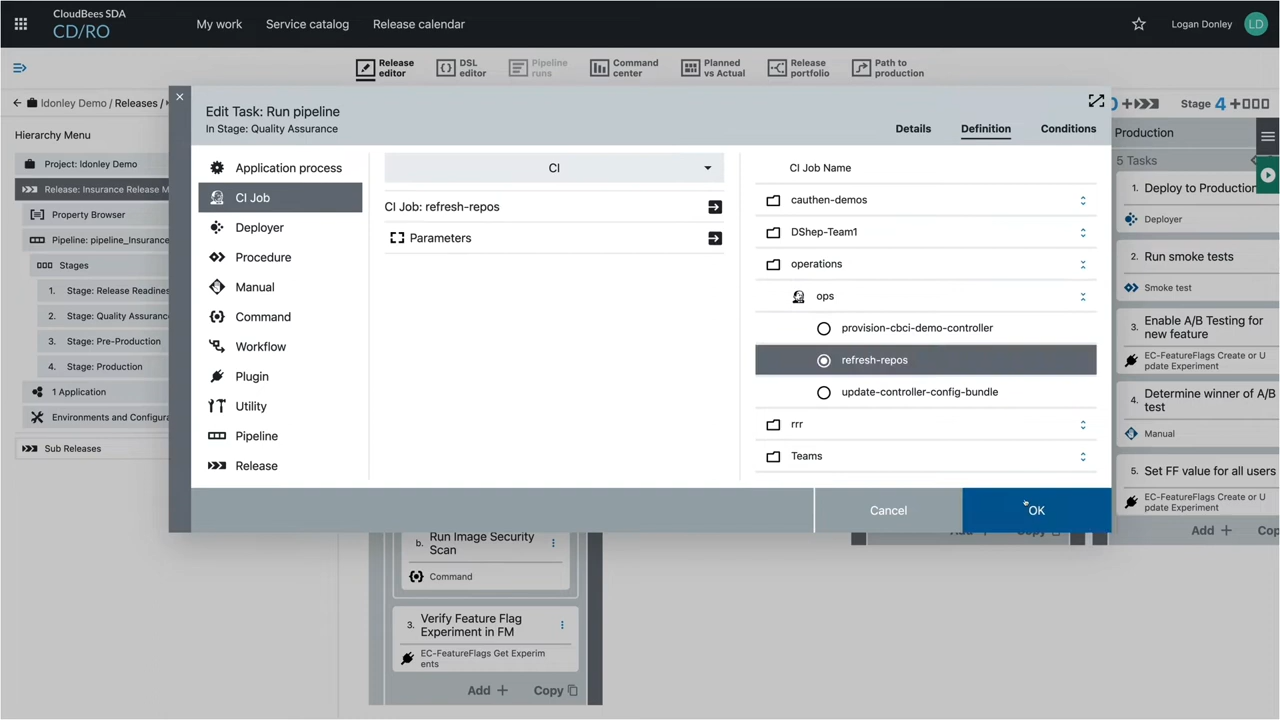 CloudBees SDA
CD/RO
My work
Service catalog
Release calendar
Logan Donley
LD
Release editor
DSL editor
Pipeline runs
Command center
Planned vs Actual
Release portfolio
Path to production
Idonley Demo / Releases /
Stage 4
Hierarchy Menu
Project: Idonley Demo
Release: Insurance Release M
Property Browser
Pipeline: pipeline_Insurance
Stages
1. Stage: Release Readines
2. Stage: Quality Assurance
3. Stage: Pre-Production
4. Stage: Production
1 Application
Environments and Configura
Sub Releases
Edit Task: Run pipeline
In Stage: Quality Assurance
Details
Definition
Conditions
Application process
CI Job
Deployer
Procedure
Manual
Command
Workflow
Plugin
Utility
Pipeline
Release
CI
CI Job: refresh-repos
Parameters
CI Job Name
cauthen-demos
DShep-Team1
operations
ops
provision-cbci-demo-controller
refresh-repos
update-controller-config-bundle
rrr
Teams
Cancel
OK
Production
5 Tasks
1. Deploy to Production
Deployer
2. Run smoke tests
Smoke test
3. Enable A/B Testing for
new feature
EC-FeatureFlags Create or U
pdate Experiment
4. Determine winner of A/B
test
Manual
5. Set FF value for all users
EC-FeatureFlags Create or U
pdate Experiment
Add +
Cop
b. Run Image Security
Scan
Command
3. Verify Feature Flag
Experiment in FM
EC-FeatureFlags Get Experim
ents
Add +
Copy